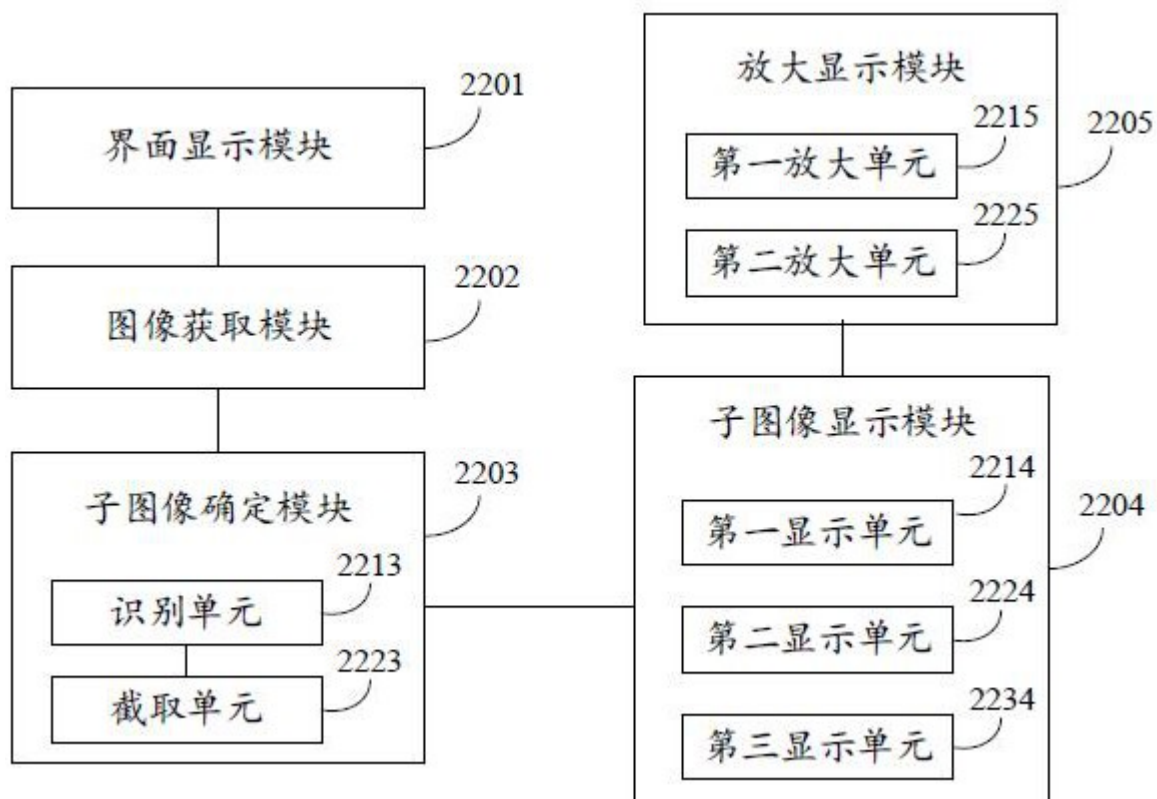 2201
界面显示模块
2202
图像获取模块
2203
子图像确定模块
2213
识别单元
2223
截取单元
放大显示模块
2205
2215
第一放大单元
2225
第二放大单元
子图像显示模块
2204
2214
第一显示单元
2224
第二显示单元
2234
第三显示单元